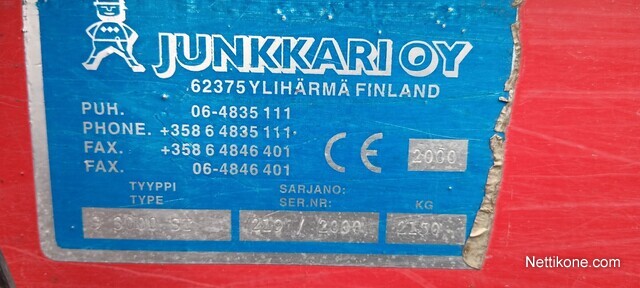 JUNKKARI OY
62375 YLIHÄRMÄ FINLAND
PUH. 06-4835 111
PHONE. +358 6 4835 111
FAX. +358 6 4846 401
FAX. 06-4846 401
CE 2000
TYYPPI SARJANO:
TYPE SER.NR: KG
Nettikone.com